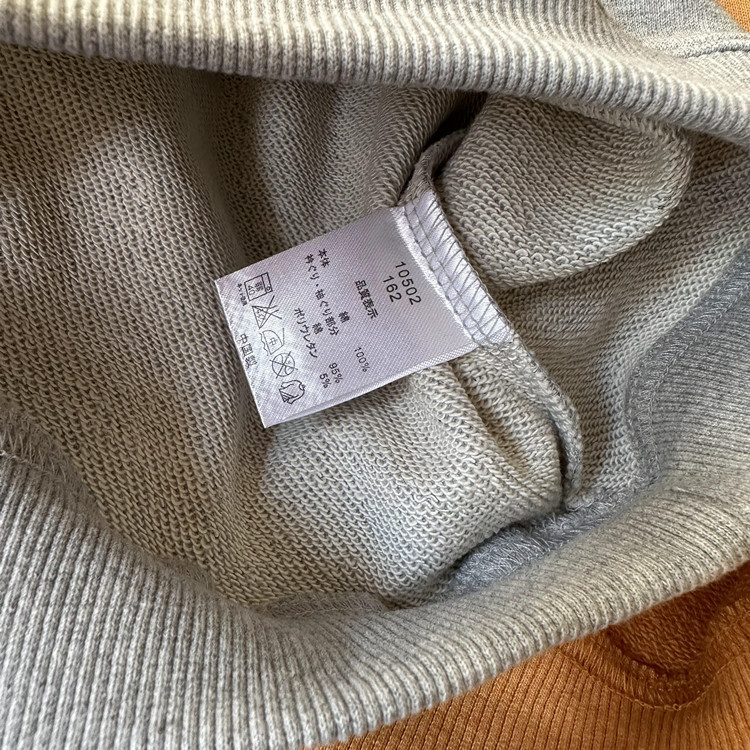 10502
162
品質表示
本体
綿 100%
衿ぐり・袖ぐり部分
綿 95%
ポリウレタン 5%
40
中国製